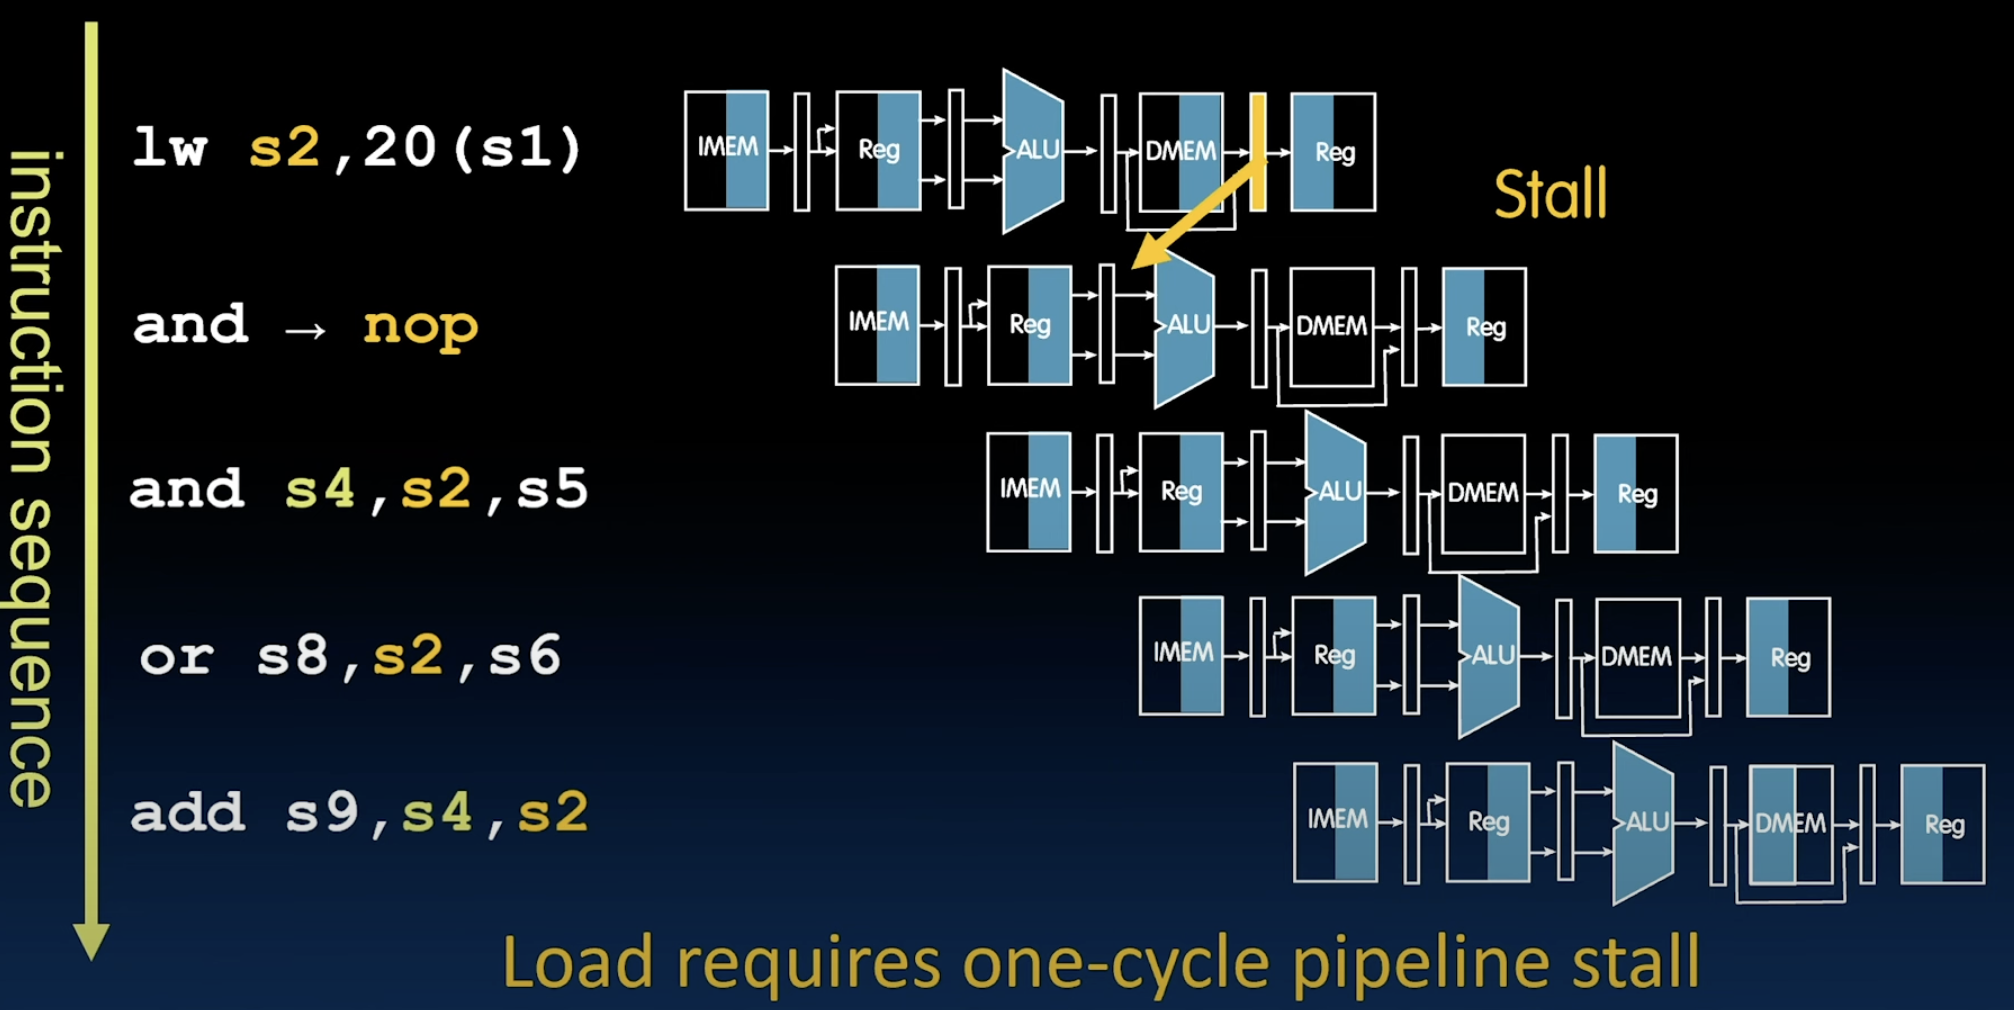 instruction sequence
lw s2,20(s1)
IMEM Reg ALU DMEM Reg
Stall
and → nop
IMEM Reg ALU DMEM Reg
and s4,s2,s5
IMEM Reg ALU DMEM Reg
or s8,s2,s6
IMEM Reg ALU DMEM Reg
add s9,s4,s2
IMEM Reg ALU DMEM Reg
Load requires one-cycle pipeline stall